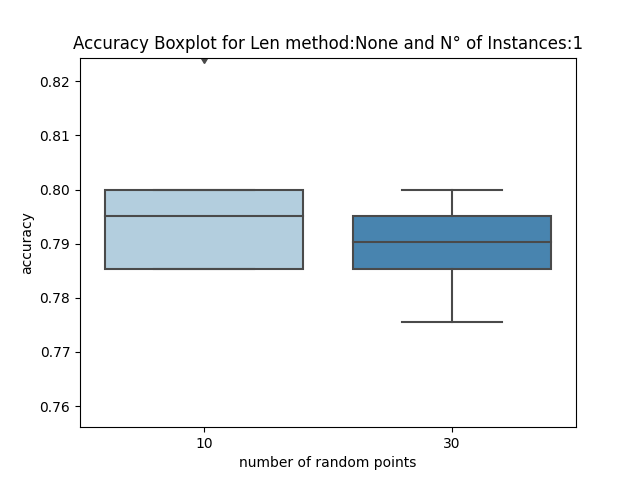 Accuracy Boxplot for Len method:None and N° of Instances:1
0.82
0.81
0.80
0.79
0.78
0.77
0.76
accuracy
10 30
number of random points